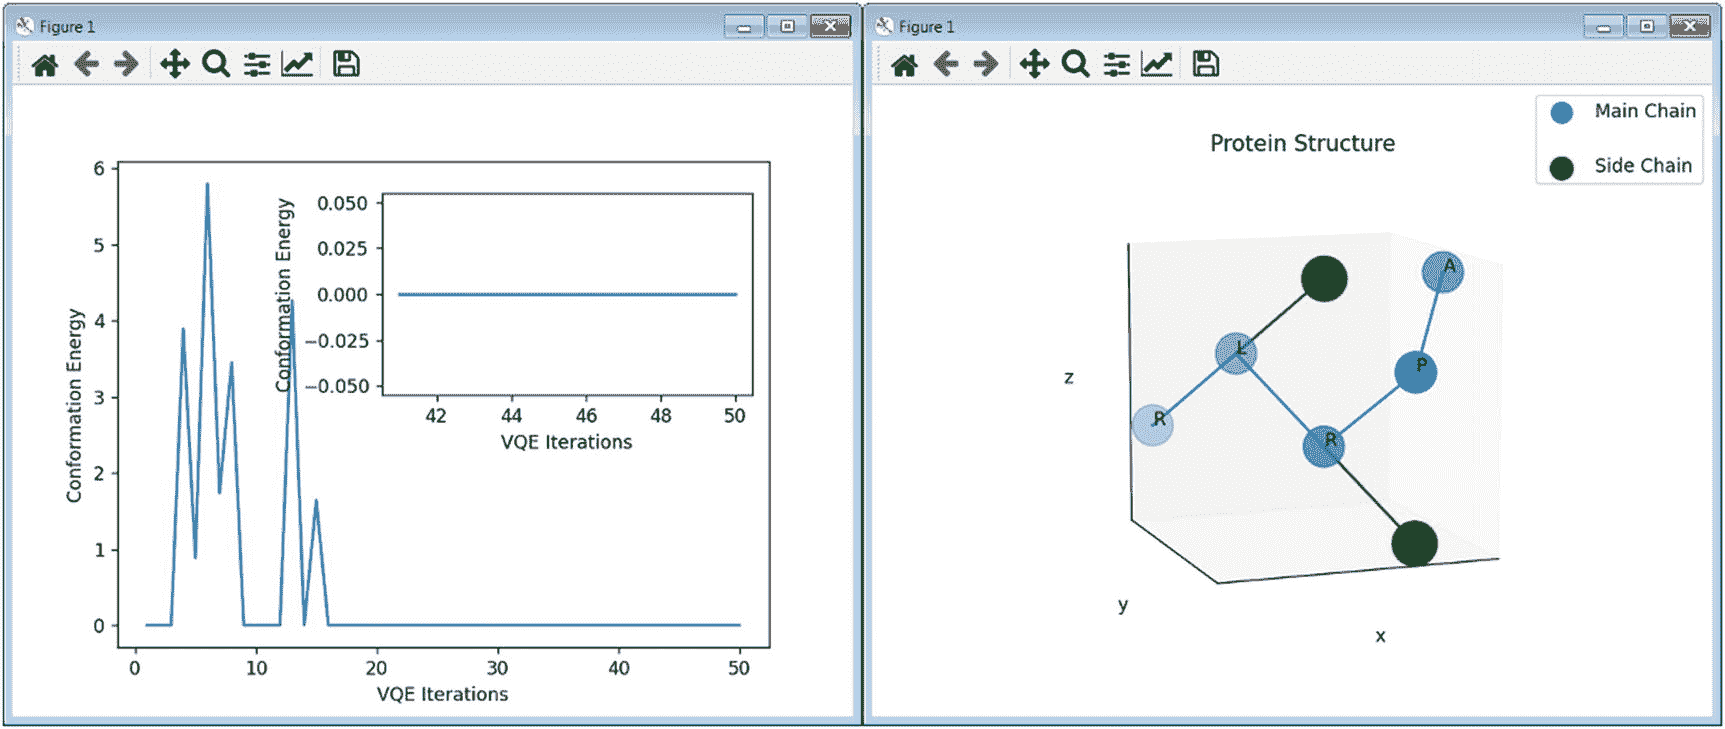 Figure 1
6
5
4
3
2
1
0
Conformation Energy
0
10
20
30
40
50
VQE Iterations
Conformation Energy
0.050
0.025
0.000
−0.025
−0.050
42
44
46
48
50
VQE Iterations
Figure 1
Main Chain
Side Chain
Protein Structure
A
L
P
R
R
z
y
x